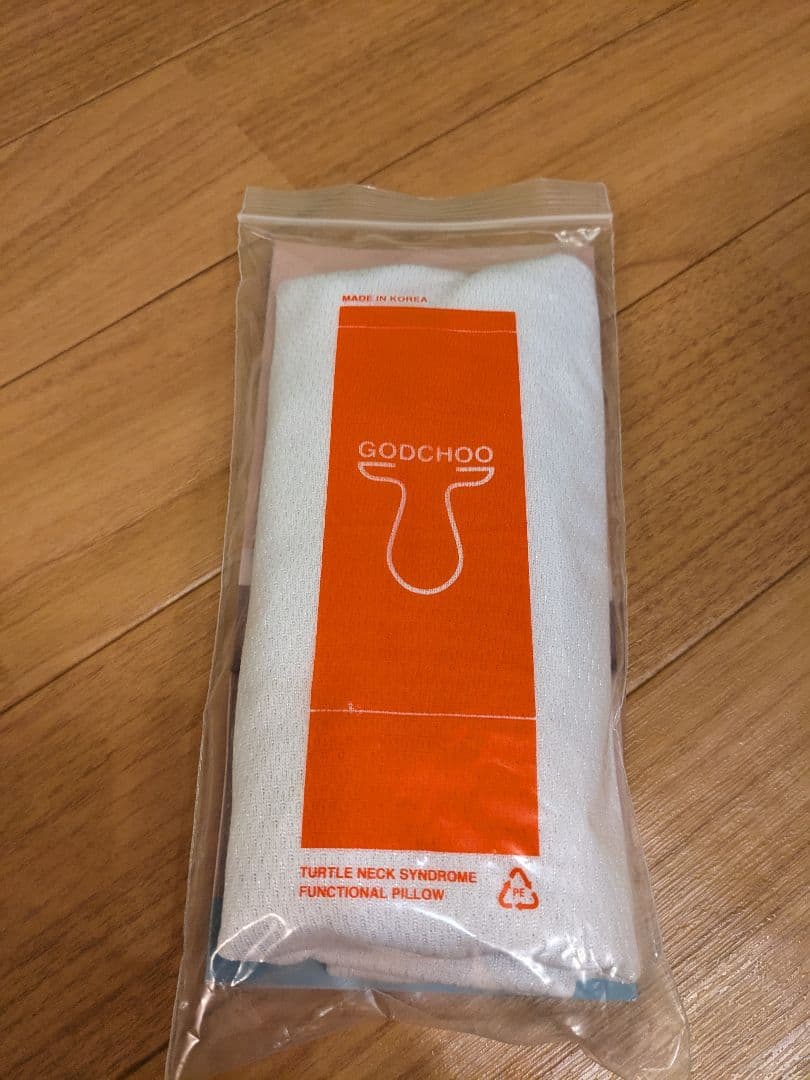 MADE IN KOREA
GODCHOO
TURTLE NECK SYNDROME
FUNCTIONAL PILLOW
PE